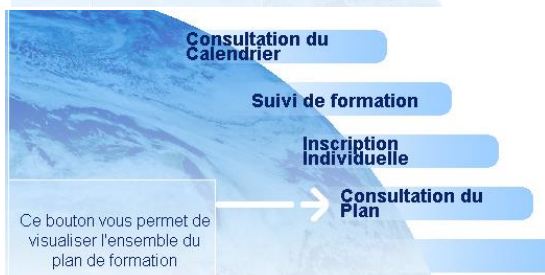 Consultation du
Calendrier
Suivi de formation
Inscription
Individuelle
Consultation du
Plan
Ce bouton vous permet de
visualiser l'ensemble du
plan de formation